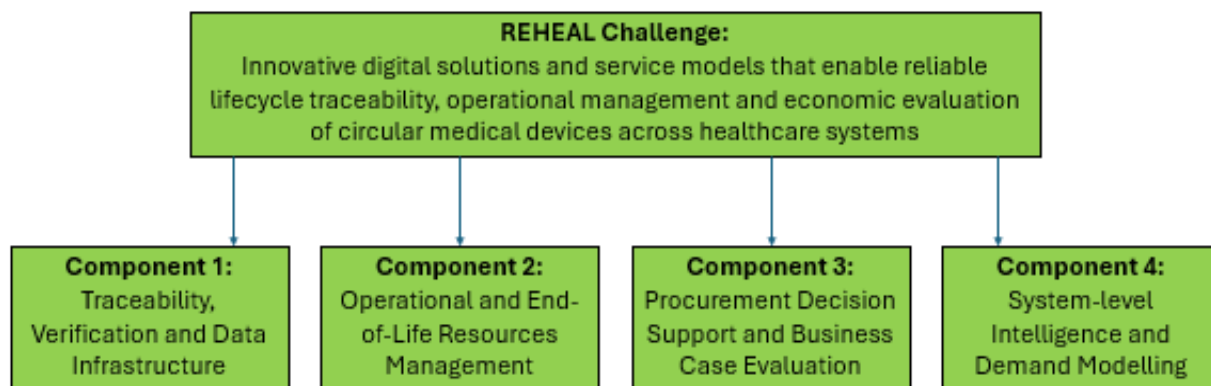 REHEAL Challenge:
Innovative digital solutions and service models that enable reliable
lifecycle traceability, operational management and economic evaluation
of circular medical devices across healthcare systems
Component 1:
Traceability,
Verification and Data
Infrastructure
Component 2:
Operational and End-
of-Life Resources
Management
Component 3:
Procurement Decision
Support and Business
Case Evaluation
Component 4:
System-level
Intelligence and
Demand Modelling